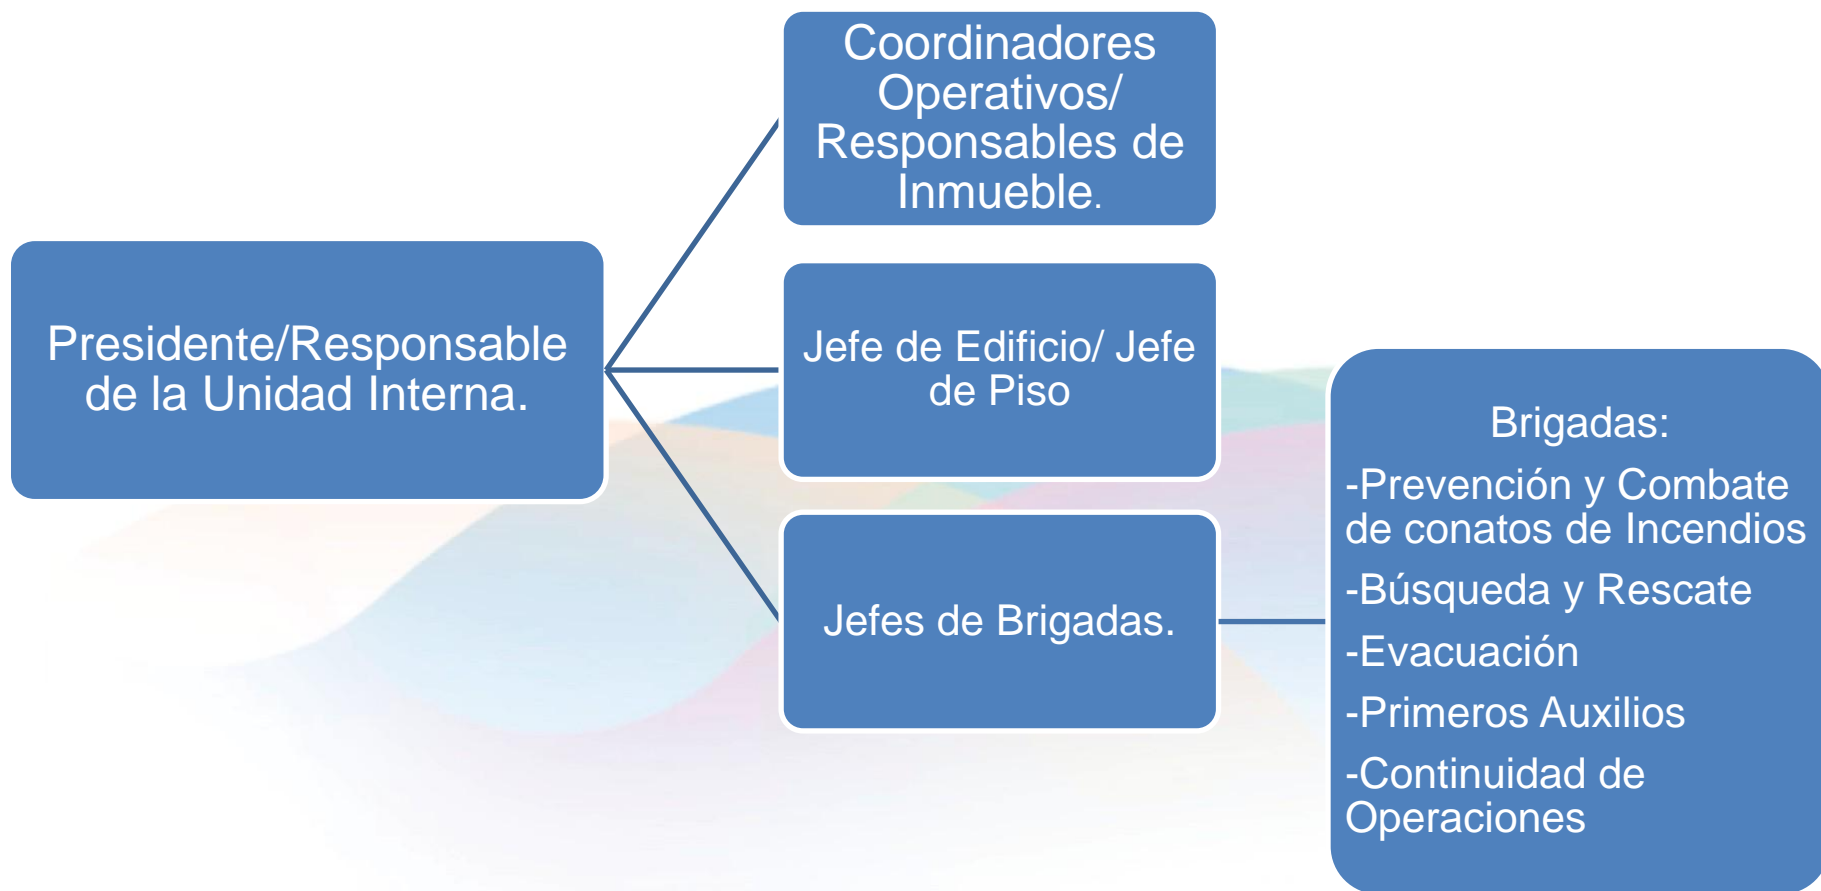 Coordinadores
Operativos/
Responsables de
Inmueble.
Presidente/Responsable
de la Unidad Interna.
Jefe de Edificio/ Jefe
de Piso
Jefes de Brigadas.
Brigadas:
-Prevención y Combate
de conatos de Incendios
-Búsqueda y Rescate
-Evacuación
-Primeros Auxilios
-Continuidad de
Operaciones